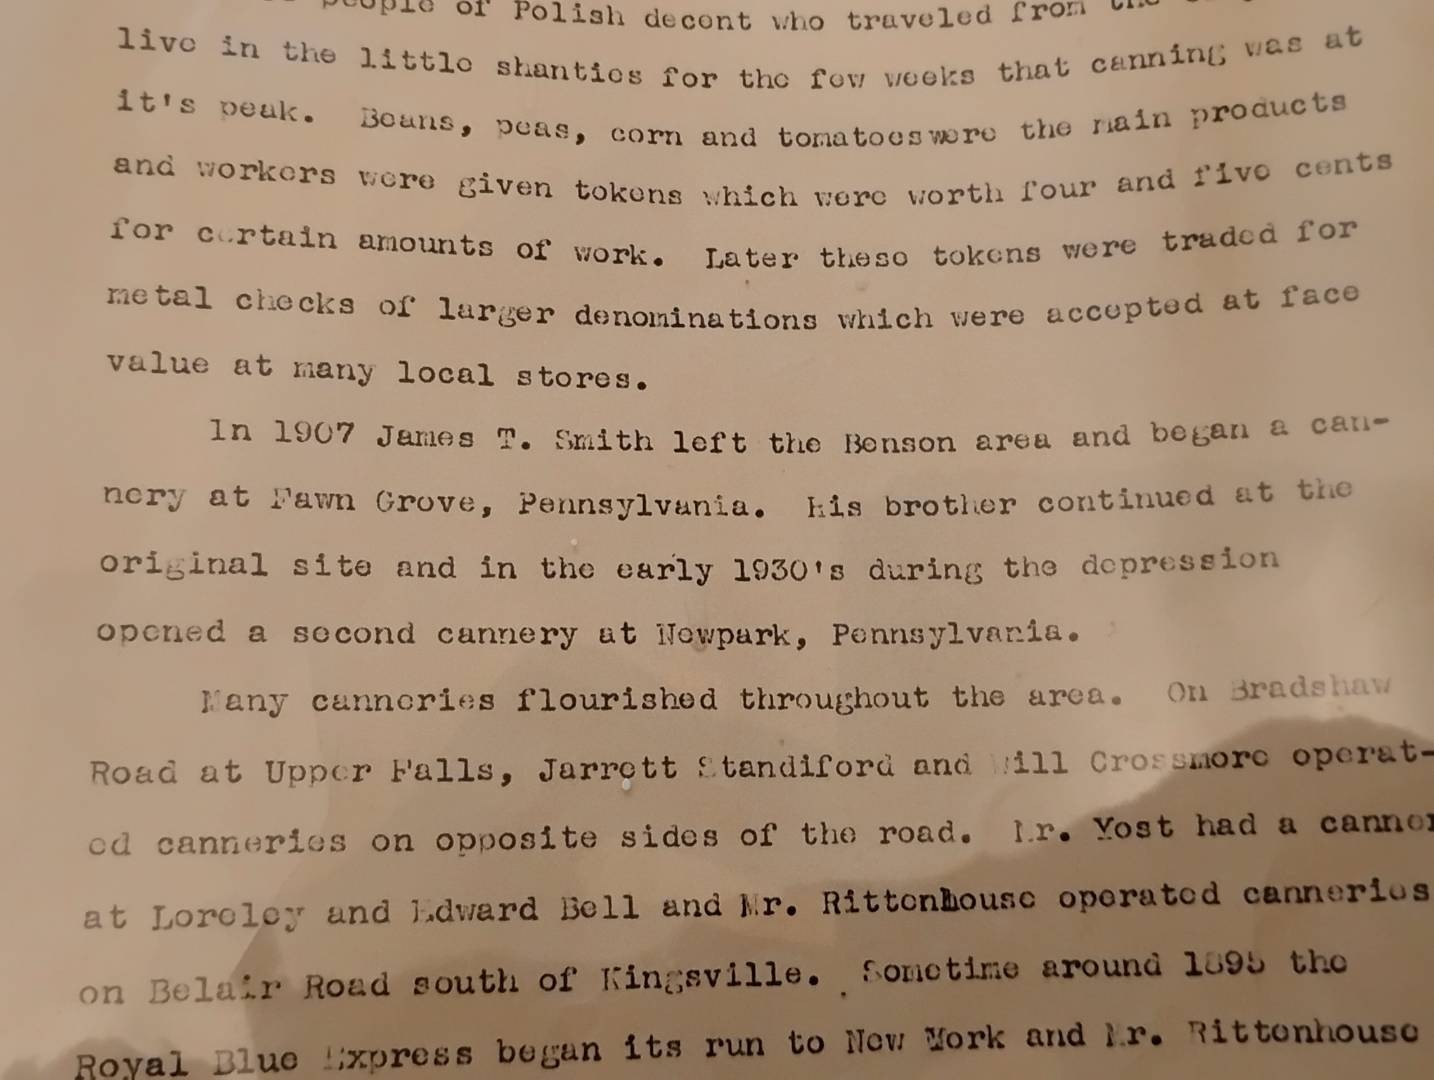 people of Polish decent who traveled from the
live in the little shanties for the few weeks that canning was at
it's peak. Beans, peas, corn and tomatoes were the main products
and workers were given tokens which were worth four and five cents
for certain amounts of work. Later these tokens were traded for
metal checks of larger denominations which were accepted at face
value at many local stores.
In 1907 James T. Smith left the Benson area and began a can-
nery at Fawn Grove, Pennsylvania. His brother continued at the
original site and in the early 1930's during the depression
opened a second cannery at Newpark, Pennsylvania.
Many canneries flourished throughout the area. On Bradshaw
Road at Upper Falls, Jarrett Standiford and Will Crossmore operat-
ed canneries on opposite sides of the road. Mr. Yost had a canner
at Loreley and Edward Bell and Mr. Rittenhouse operated canneries
on Belair Road south of Kingsville. Sometime around 1895 the
Royal Blue Express began its run to New York and Mr. Rittenhouse